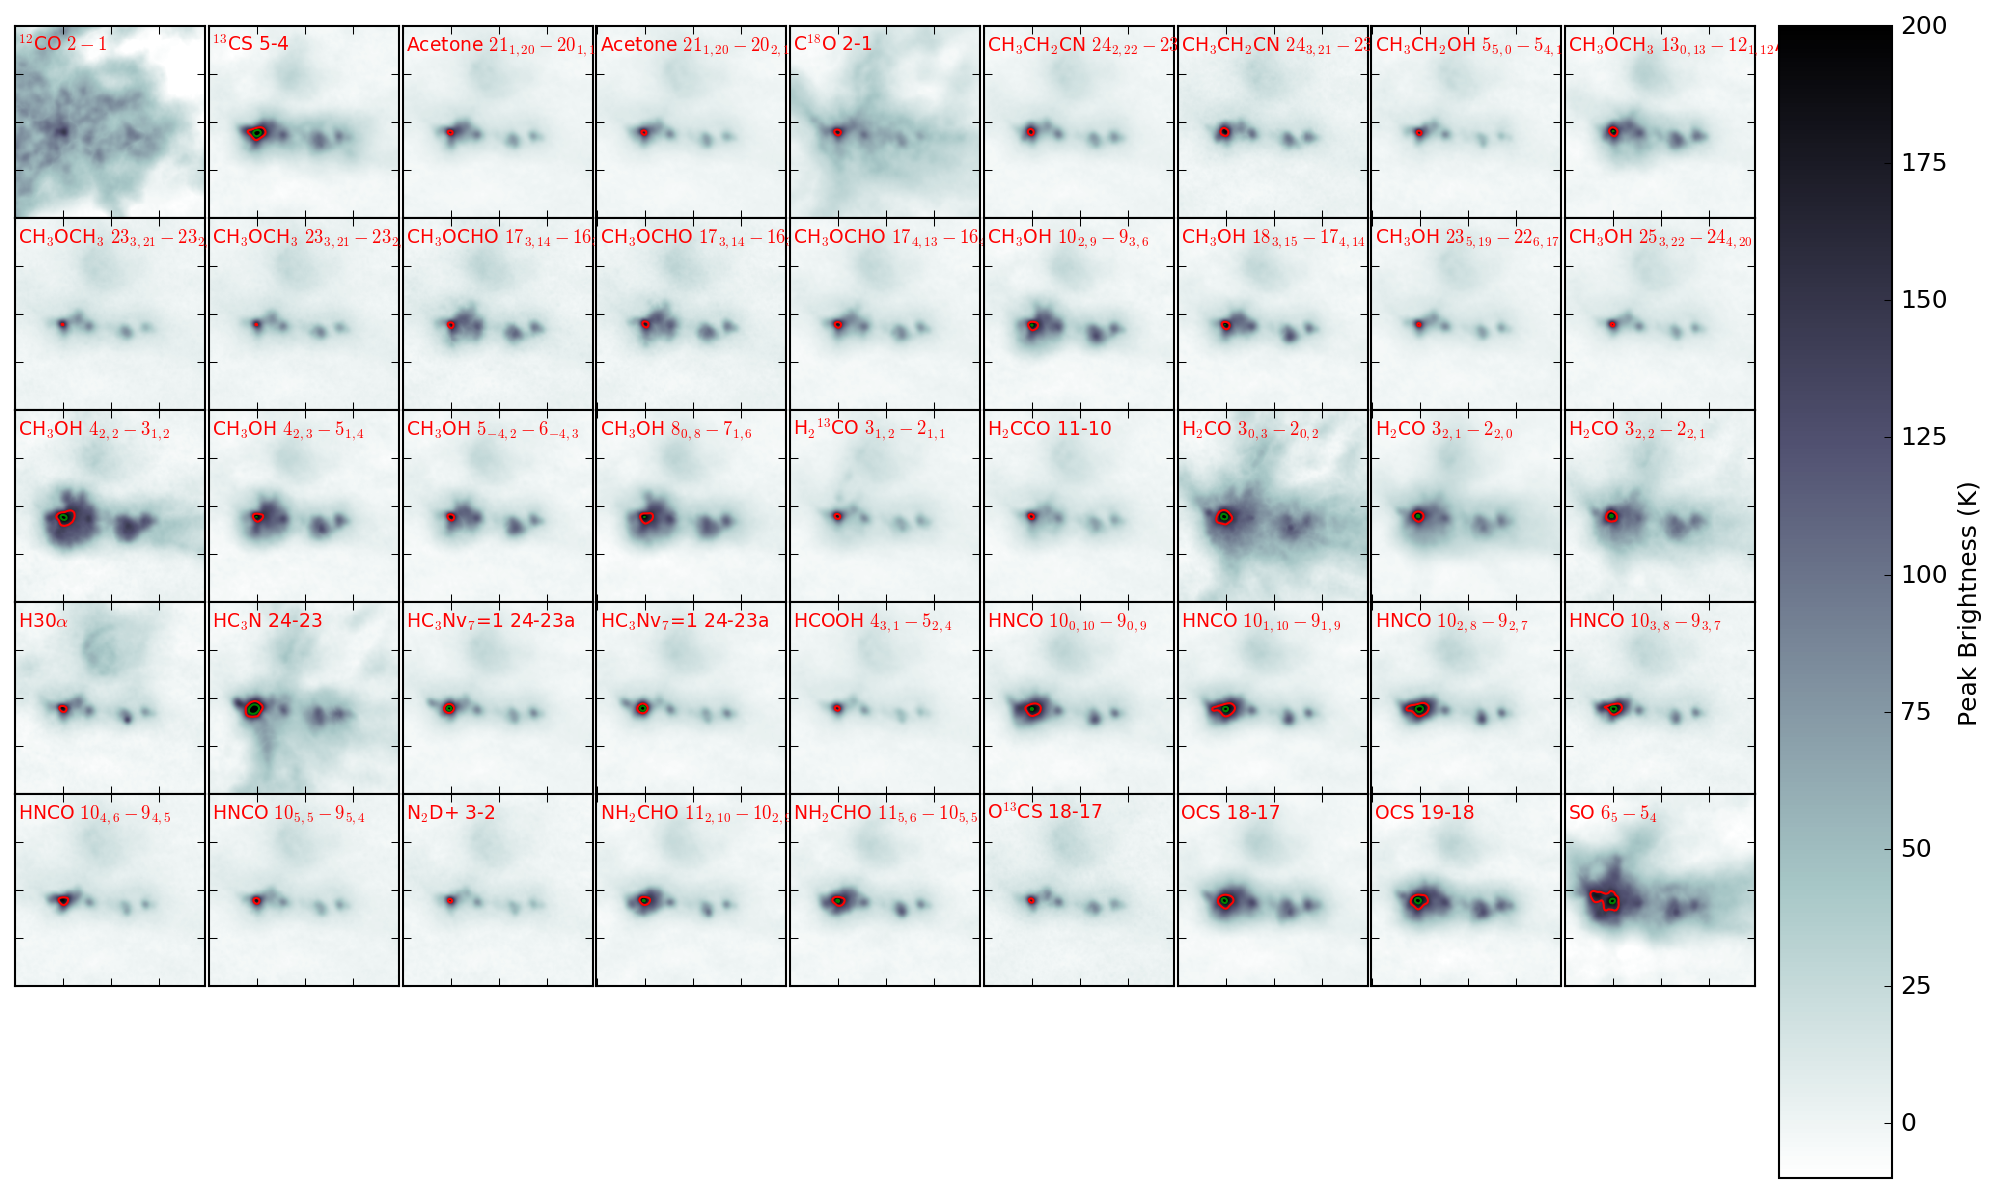 ¹²CO 2 − 1
¹³CS 5-4
Acetone 21₁,₂₀ − 20₁,₁
Acetone 21₁,₂₀ − 20₂,
C¹⁸O 2-1
CH₃CH₂CN 24₂,₂₂ − 23
CH₃CH₂CN 24₃,₂₁ − 23
CH₃CH₂OH 5₅,₀ − 5₄,₁
CH₃OCH₃ 13₀,₁₃ − 12₁,₁₂
CH₃OCH₃ 23₃,₂₁ − 23₂
CH₃OCH₃ 23₃,₂₁ − 23₂
CH₃OCHO 17₃,₁₄ − 16
CH₃OCHO 17₃,₁₄ − 16
CH₃OCHO 17₄,₁₃ − 16
CH₃OH 10₂,₉ − 9₃,₆
CH₃OH 18₃,₁₅ − 17₄,₁₄
CH₃OH 23₅,₁₉ − 22₆,₁₇
CH₃OH 25₃,₂₂ − 24₄,₂₀
CH₃OH 4₂,₂ − 3₁,₂
CH₃OH 4₂,₃ − 5₁,₄
CH₃OH 5₋₄,₂ − 6₋₄,₃
CH₃OH 8₀,₈ − 7₁,₆
H₂¹³CO 3₁,₂ − 2₁,₁
H₂CCO 11-10
H₂CO 3₀,₃ − 2₀,₂
H₂CO 3₂,₁ − 2₂,₀
H₂CO 3₂,₂ − 2₂,₁
H30α
HC₃N 24-23
HC₃Nv₇=1 24-23a
HC₃Nv₇=1 24-23a
HCOOH 4₃,₁ − 5₂,₄
HNCO 10₀,₁₀ − 9₀,₉
HNCO 10₁,₁₀ − 9₁,₉
HNCO 10₂,₈ − 9₂,₇
HNCO 10₃,₈ − 9₃,₇
HNCO 10₄,₆ − 9₄,₅
HNCO 10₅,₅ − 9₅,₄
N₂D+ 3-2
NH₂CHO 11₂,₁₀ − 10₂,
NH₂CHO 11₅,₆ − 10₅,₅
O¹³CS 18-17
OCS 18-17
OCS 19-18
SO 6₅ − 5₄
200
175
150
125
100
75
50
25
0
Peak Brightness (K)